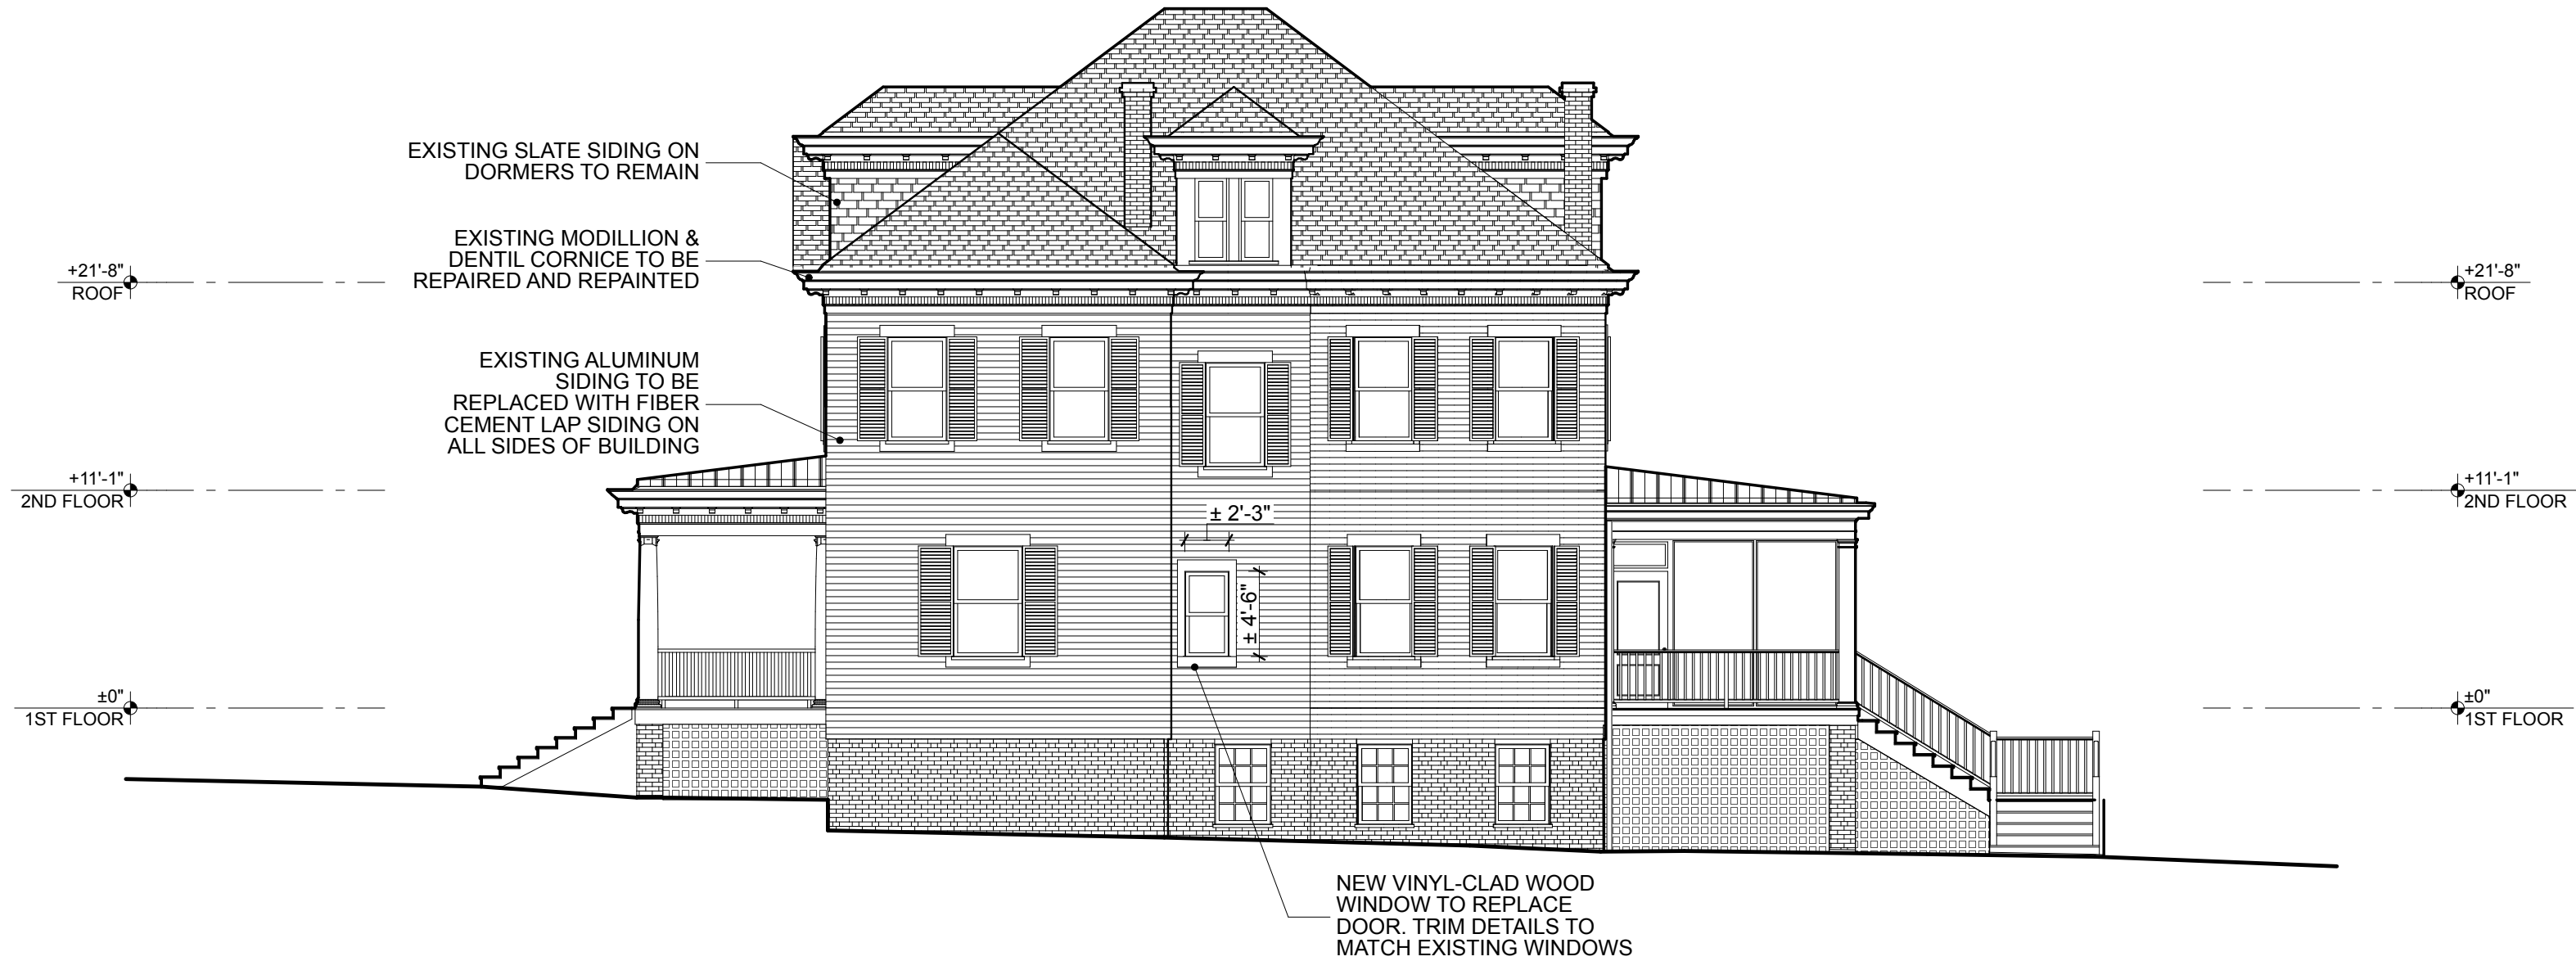 EXISTING SLATE SIDING ON
DORMERS TO REMAIN
EXISTING MODILLION &
DENTIL CORNICE TO BE
REPAIRED AND REPAINTED
+21'-8"
ROOF
+21'-8"
ROOF
EXISTING ALUMINUM
SIDING TO BE
REPLACED WITH FIBER
CEMENT LAP SIDING ON
ALL SIDES OF BUILDING
+11'-1"
2ND FLOOR
+11'-1"
2ND FLOOR
± 2'-3"
± 4'-6"
±0"
1ST FLOOR
±0"
1ST FLOOR
NEW VINYL-CLAD WOOD
WINDOW TO REPLACE
DOOR. TRIM DETAILS TO
MATCH EXISTING WINDOWS